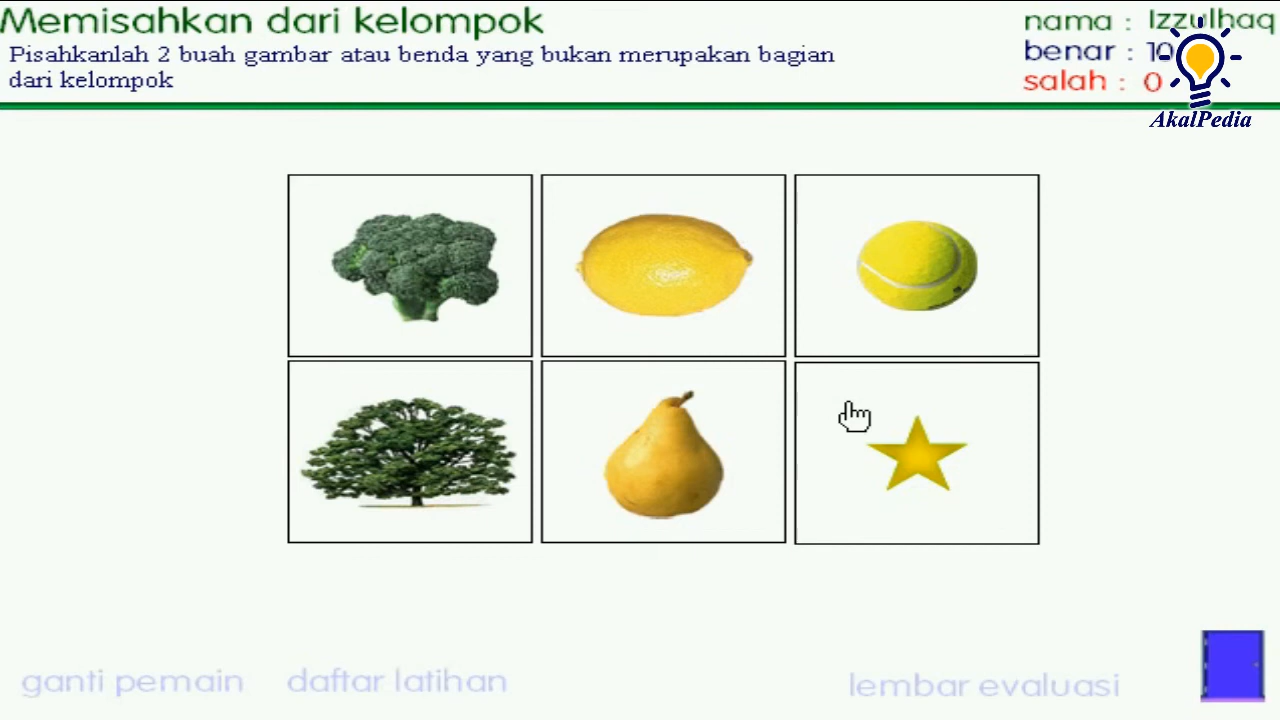 Memisahkan dari kelompok
Pisahkanlah 2 buah gambar atau benda yang bukan merupakan bagian
dari kelompok
nama : Izzulhaq
benar : 10
salah : 0
AkalPedia
ganti pemain
daftar latihan
lembar evaluasi